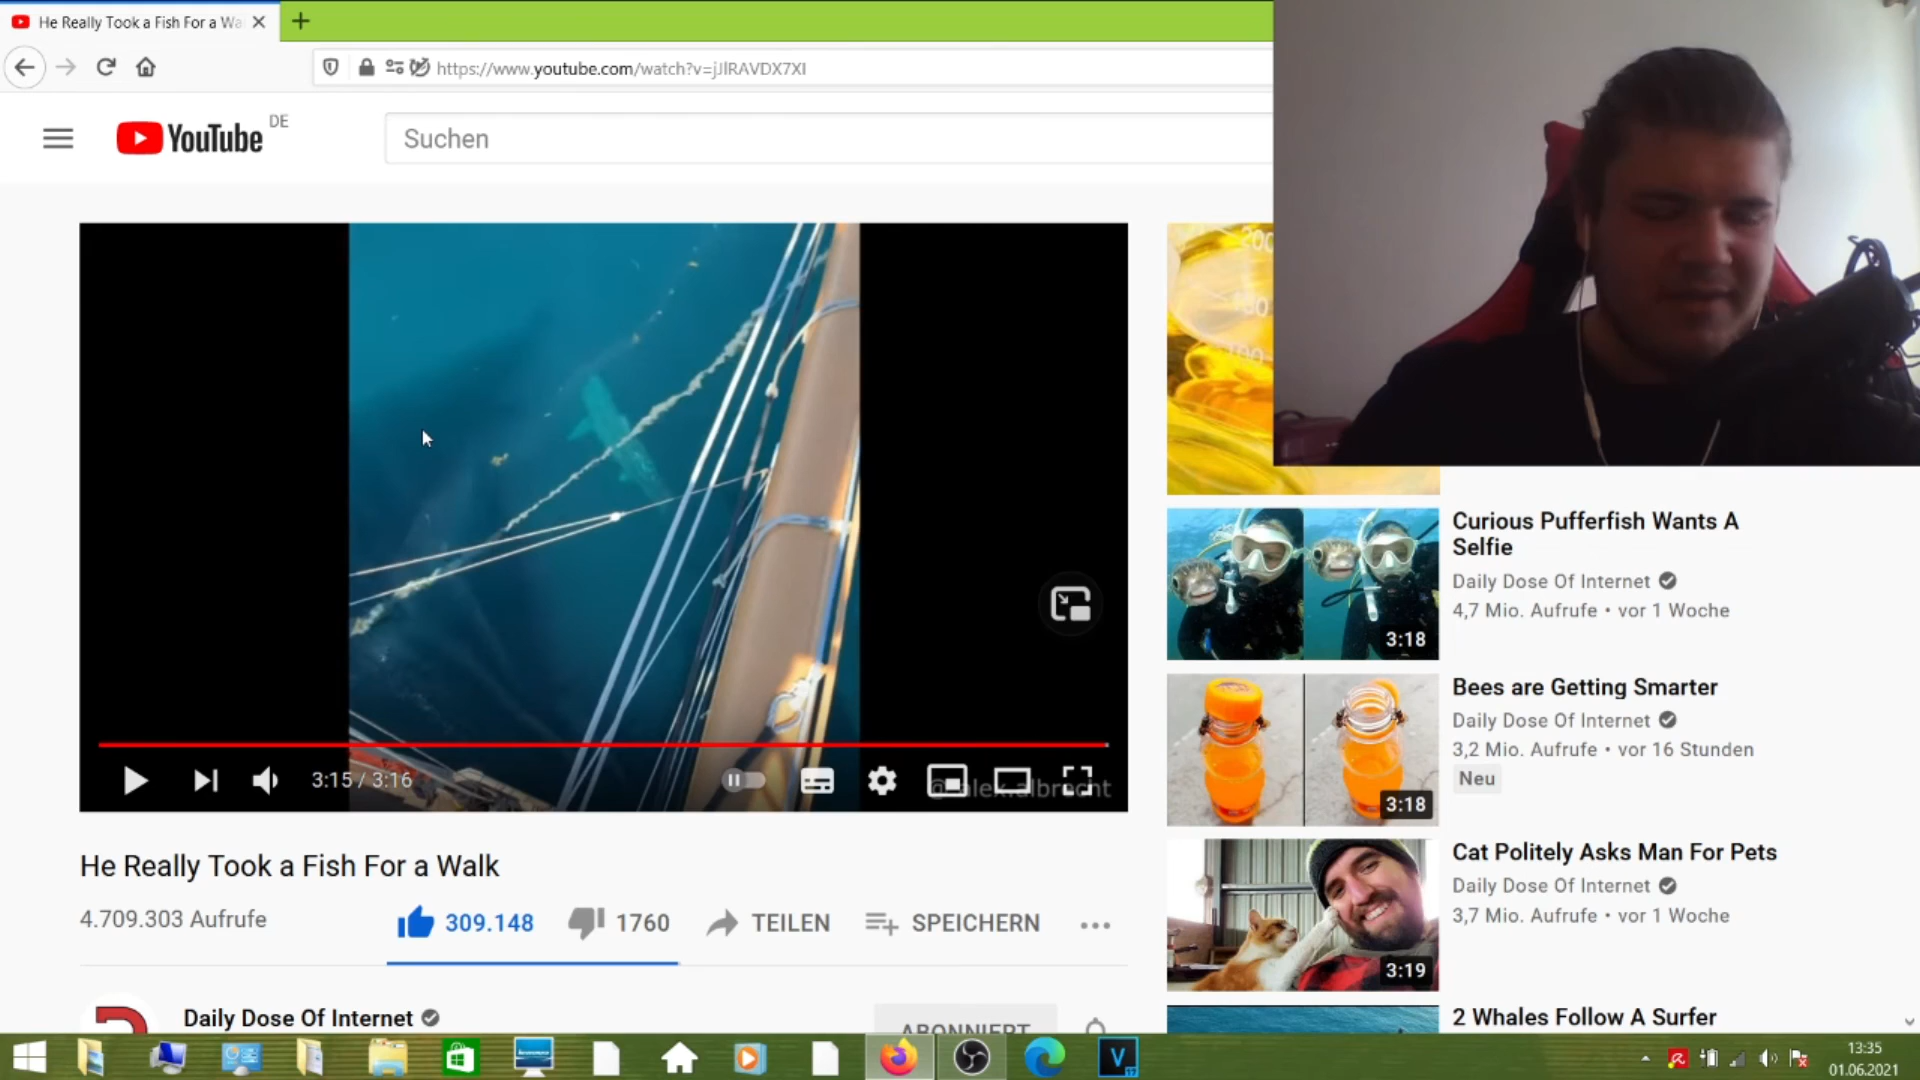 He Really Took a Fish For a Wa
https://www.youtube.com/watch?v=jJlRAVDX7XI
YouTube DE
Suchen
3:15 / 3:16
@alex.albrecht
He Really Took a Fish For a Walk
4.709.303 Aufrufe
309.148
1760
TEILEN
SPEICHERN
Daily Dose Of Internet
ABONNIERT
Curious Pufferfish Wants A
Selfie
Daily Dose Of Internet
4,7 Mio. Aufrufe • vor 1 Woche
3:18
Bees are Getting Smarter
Daily Dose Of Internet
3,2 Mio. Aufrufe • vor 16 Stunden
Neu
3:18
Cat Politely Asks Man For Pets
Daily Dose Of Internet
3,7 Mio. Aufrufe • vor 1 Woche
3:19
2 Whales Follow A Surfer
13:35
01.06.2021